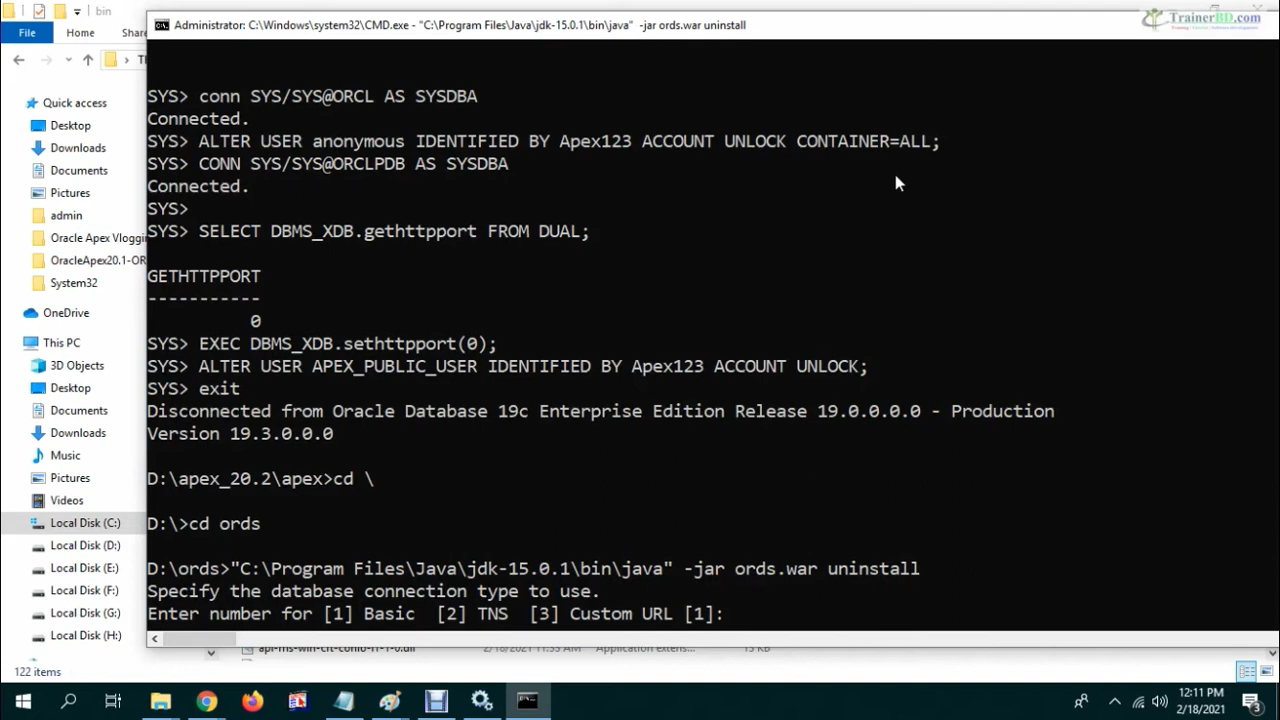 bin
Administrator: C:\Windows\system32\CMD.exe - "C:\Program Files\Java\jdk-15.0.1\bin\java" -jar ords.war uninstall
TrainerBD.com
File
Home
Shar
Th
Quick access
Desktop
Downloads
Documents
Pictures
admin
Oracle Apex Vloggi
OracleApex20.1-OR
System32
OneDrive
This PC
3D Objects
Desktop
Documents
Downloads
Music
Pictures
Videos
Local Disk (C:)
Local Disk (D:)
Local Disk (E:)
Local Disk (F:)
Local Disk (G:)
Local Disk (H:)
SYS> conn SYS/SYS@ORCL AS SYSDBA
Connected.
SYS> ALTER USER anonymous IDENTIFIED BY Apex123 ACCOUNT UNLOCK CONTAINER=ALL;
SYS> CONN SYS/SYS@ORCLPDB AS SYSDBA
Connected.
SYS>
SYS> SELECT DBMS_XDB.gethttpport FROM DUAL;
GETHTTPPORT
-----------
0
SYS> EXEC DBMS_XDB.sethttpport(0);
SYS> ALTER USER APEX_PUBLIC_USER IDENTIFIED BY Apex123 ACCOUNT UNLOCK;
SYS> exit
Disconnected from Oracle Database 19c Enterprise Edition Release 19.0.0.0.0 - Production
Version 19.3.0.0.0
D:\apex_20.2\apex>cd \
D:\>cd ords
D:\ords>"C:\Program Files\Java\jdk-15.0.1\bin\java" -jar ords.war uninstall
Specify the database connection type to use.
Enter number for [1] Basic [2] TNS [3] Custom URL [1]:
122 items
12:11 PM
2/18/2021
3